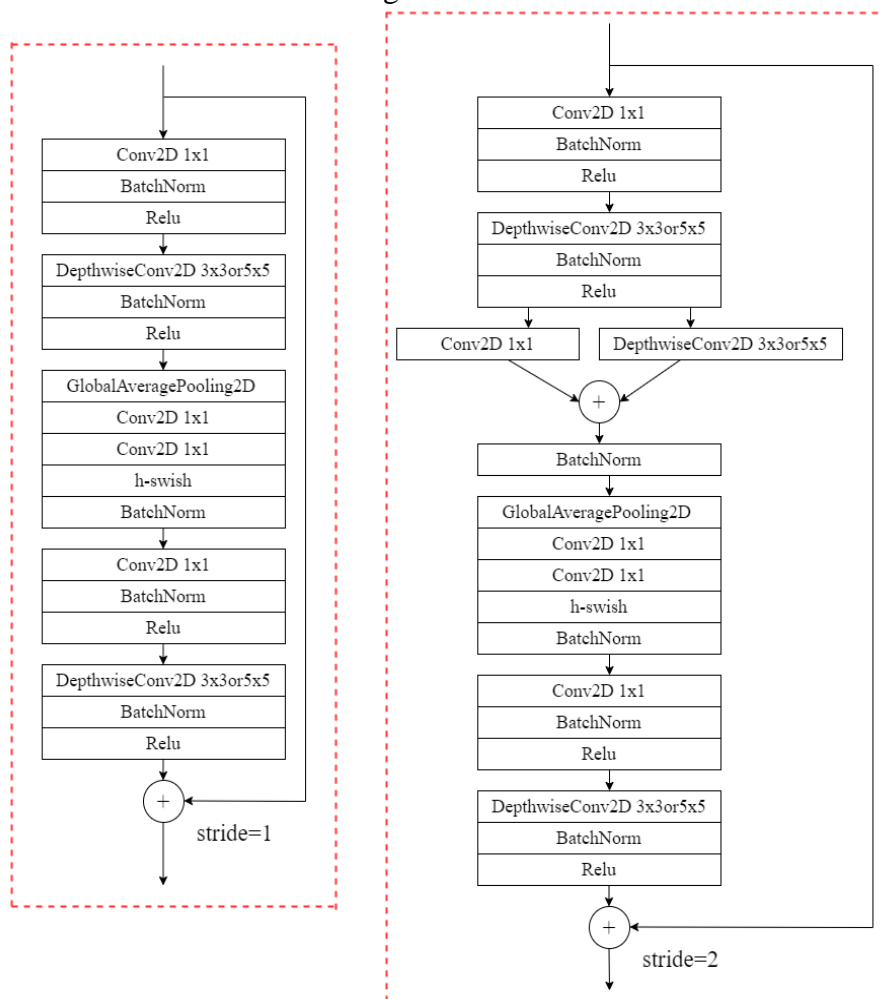 Conv2D 1x1
BatchNorm
Relu
DepthwiseConv2D 3x3or5x5
BatchNorm
Relu
GlobalAveragePooling2D
Conv2D 1x1
Conv2D 1x1
h-swish
BatchNorm
Conv2D 1x1
BatchNorm
Relu
DepthwiseConv2D 3x3or5x5
BatchNorm
Relu
+
stride=1
Conv2D 1x1
BatchNorm
Relu
DepthwiseConv2D 3x3or5x5
BatchNorm
Relu
Conv2D 1x1
DepthwiseConv2D 3x3or5x5
+
BatchNorm
GlobalAveragePooling2D
Conv2D 1x1
Conv2D 1x1
h-swish
BatchNorm
Conv2D 1x1
BatchNorm
Relu
DepthwiseConv2D 3x3or5x5
BatchNorm
Relu
+
stride=2